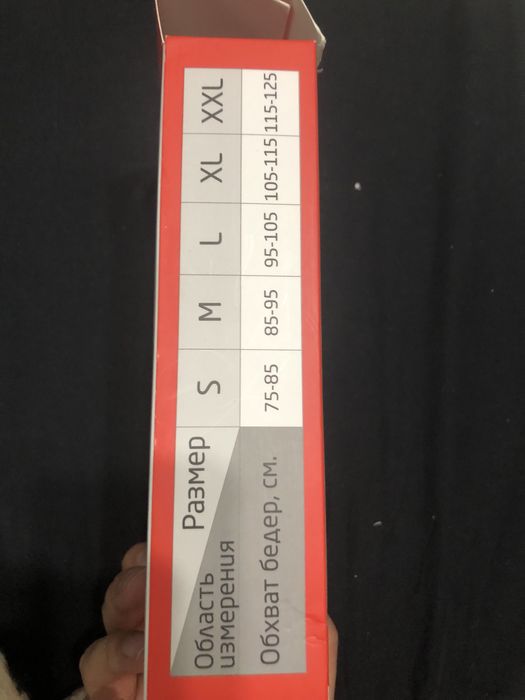 Область
измерения
Размер
S M L XL XXL
Обхват бедер, см.
75-85 85-95 95-105 105-115 115-125